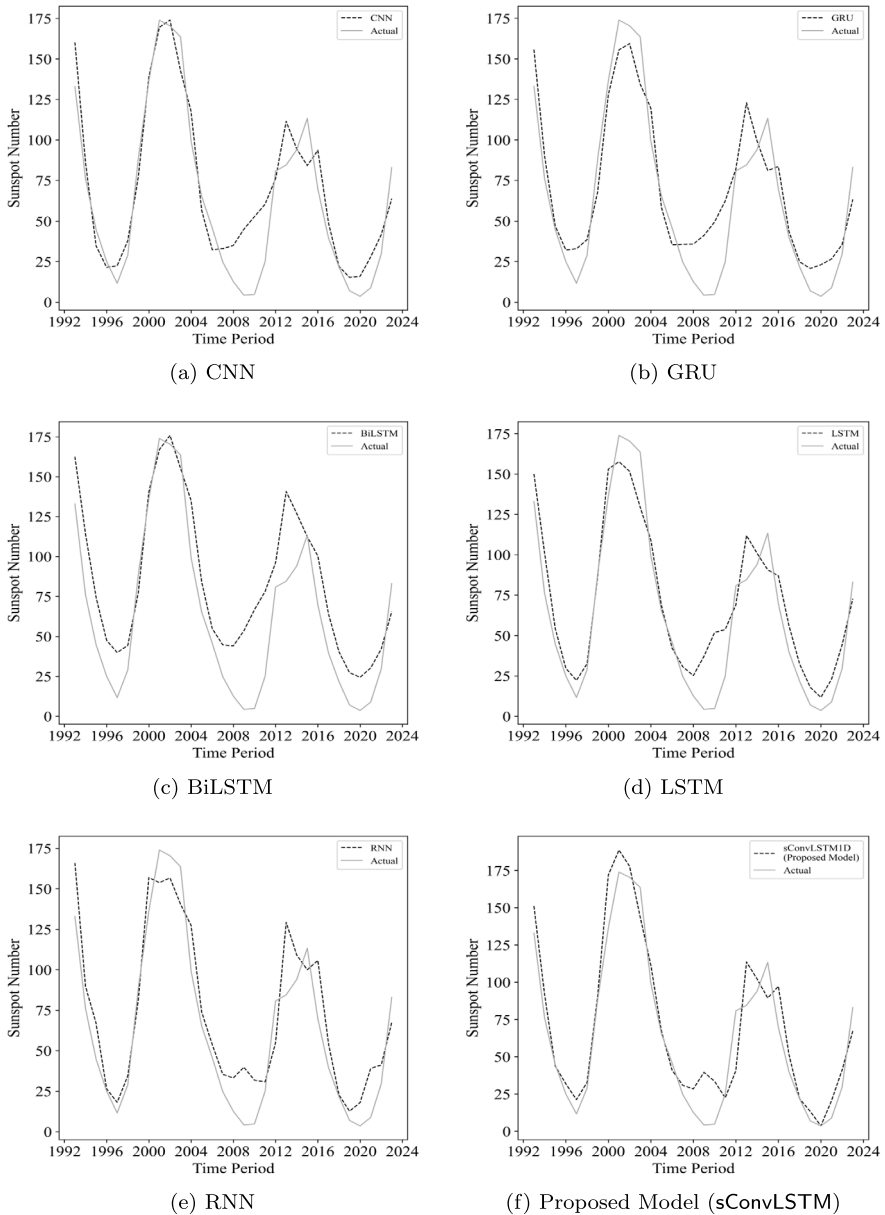 CNN
Actual
175
150
125
100
75
50
25
0
Sunspot Number
1992 1996 2000 2004 2008 2012 2016 2020 2024
Time Period
(a) CNN
GRU
Actual
175
150
125
100
75
50
25
0
Sunspot Number
1992 1996 2000 2004 2008 2012 2016 2020 2024
Time Period
(b) GRU
BiLSTM
Actual
175
150
125
100
75
50
25
0
Sunspot Number
1992 1996 2000 2004 2008 2012 2016 2020 2024
Time Period
(c) BiLSTM
LSTM
Actual
175
150
125
100
75
50
25
0
Sunspot Number
1992 1996 2000 2004 2008 2012 2016 2020 2024
Time Period
(d) LSTM
RNN
Actual
175
150
125
100
75
50
25
0
Sunspot Number
1992 1996 2000 2004 2008 2012 2016 2020 2024
Time Period
(e) RNN
sConvLSTM1D
(Proposed Model)
Actual
175
150
125
100
75
50
25
0
Sunspot Number
1992 1996 2000 2004 2008 2012 2016 2020 2024
Time Period
(f) Proposed Model (sConvLSTM)